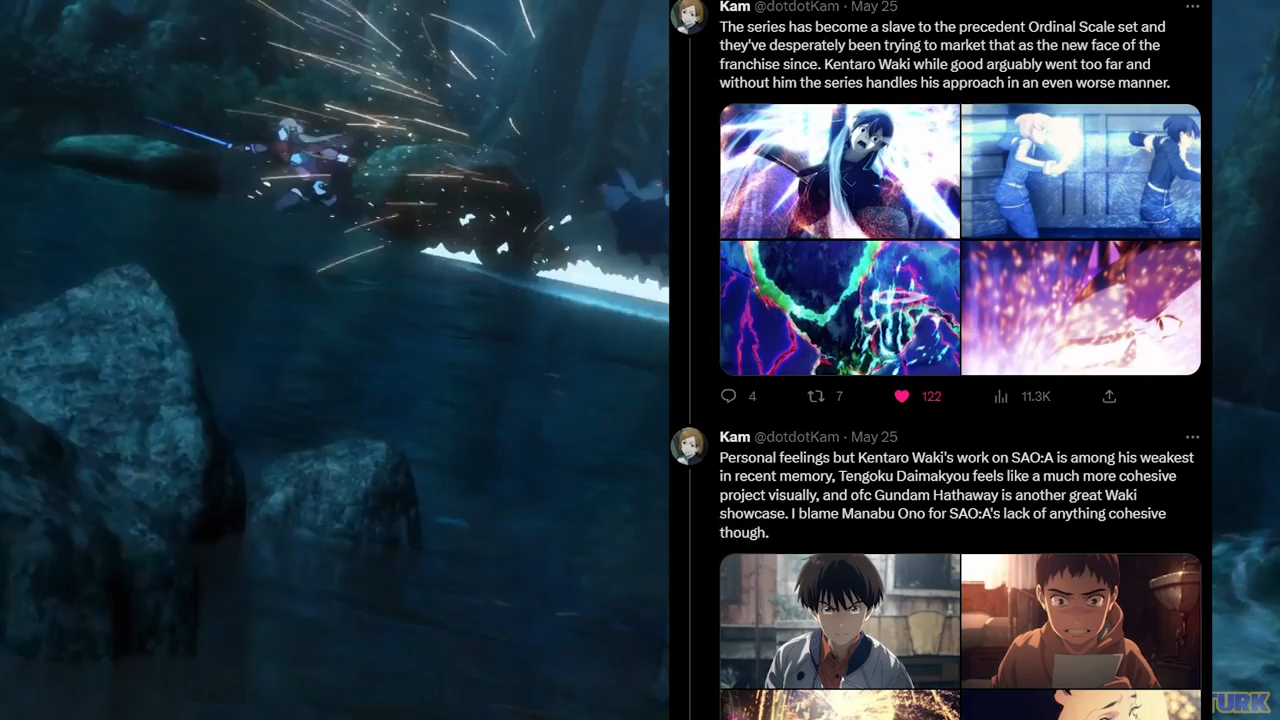 Kam @dotdotKam · May 25
The series has become a slave to the precedent Ordinal Scale set and
they've desperately been trying to market that as the new face of the
franchise since. Kentaro Waki while good arguably went too far and
without him the series handles his approach in an even worse manner.
4 7 122 11.3K
Kam @dotdotKam · May 25
Personal feelings but Kentaro Waki's work on SAO:A is among his weakest
in recent memory, Tengoku Daimakyou feels like a much more cohesive
project visually, and ofc Gundam Hathaway is another great Waki
showcase. I blame Manabu Ono for SAO:A's lack of anything cohesive
though.